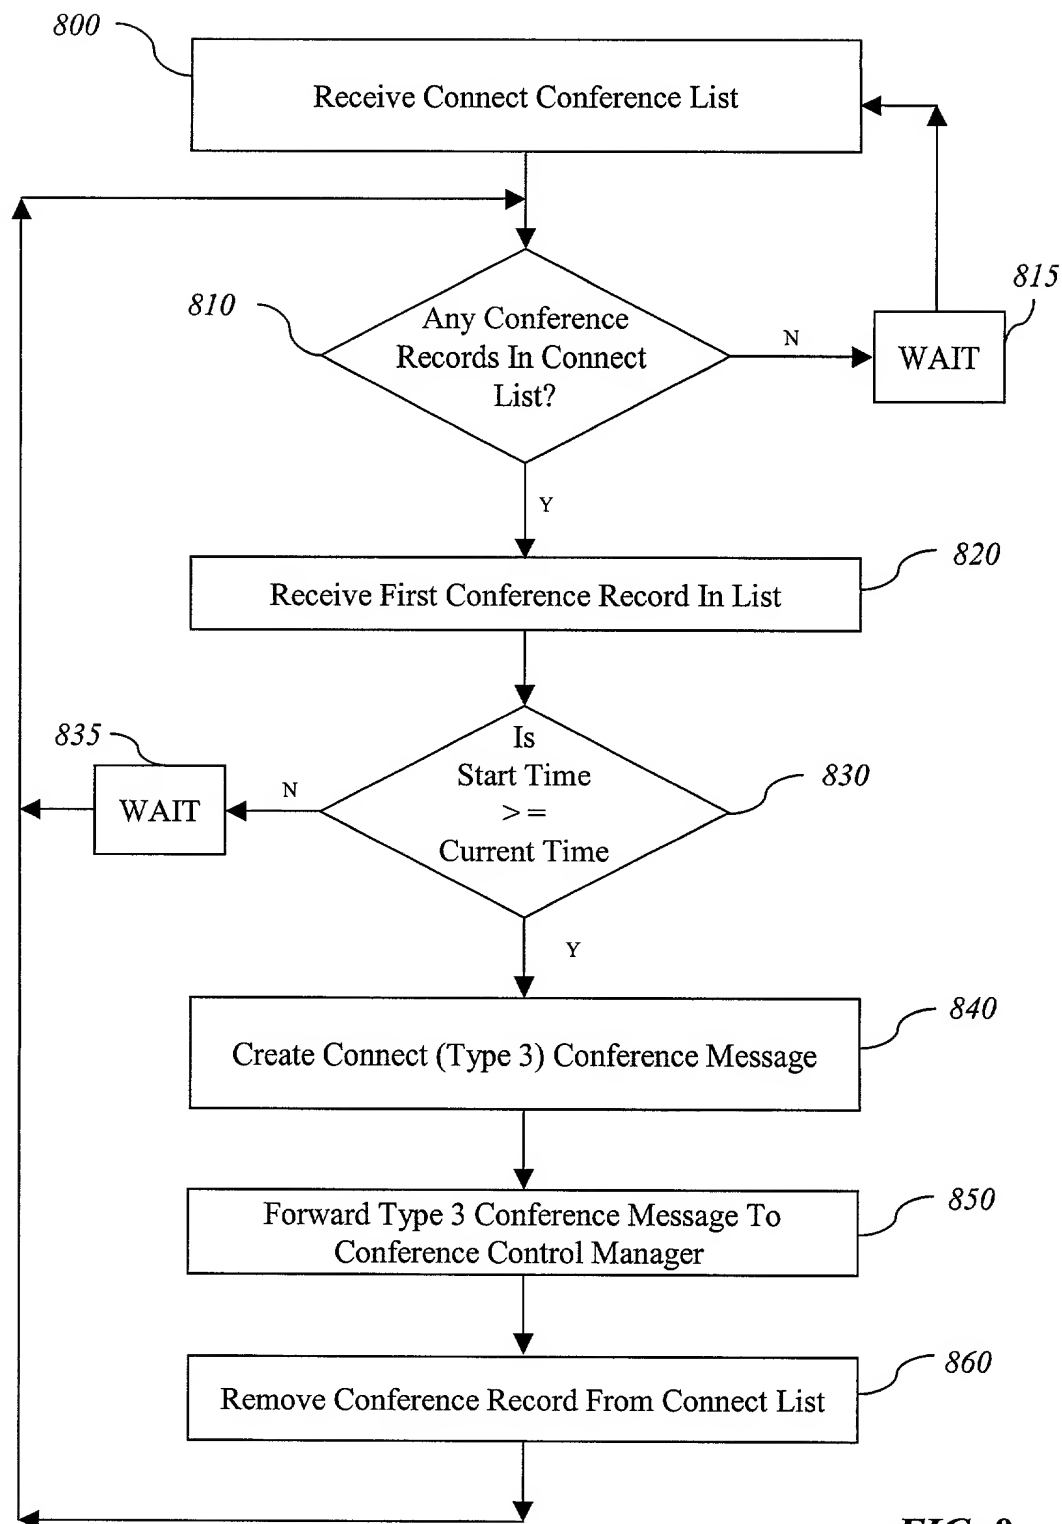 800
Receive Connect Conference List
810
Any Conference
Records In Connect
List?
N
815
WAIT
Y
820
Receive First Conference Record In List
835
WAIT
N
Is
Start Time
>=
Current Time
830
Y
840
Create Connect (Type 3) Conference Message
850
Forward Type 3 Conference Message To
Conference Control Manager
860
Remove Conference Record From Connect List